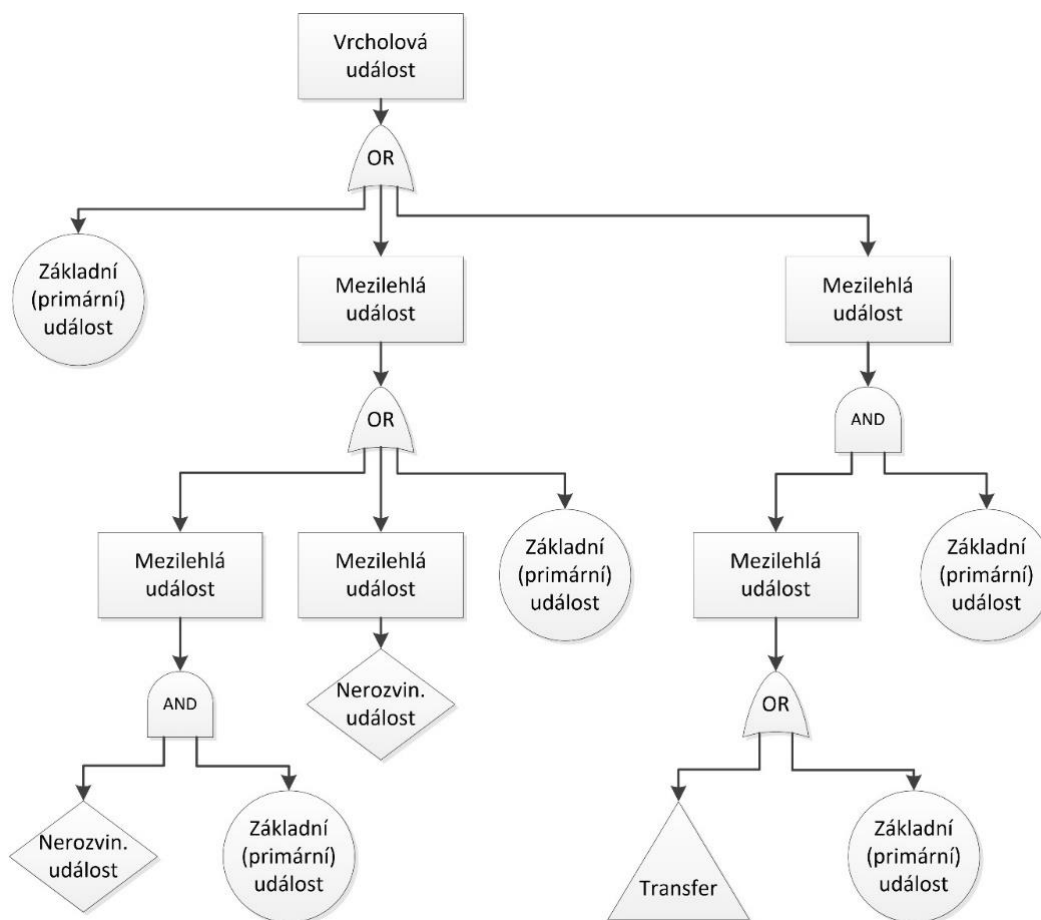 Vrcholová
událost
OR
Základní
(primární)
událost
Mezilehlá
událost
Mezilehlá
událost
OR
AND
Mezilehlá
událost
Mezilehlá
událost
Základní
(primární)
událost
Mezilehlá
událost
Základní
(primární)
událost
AND
Nerozvin.
událost
OR
Nerozvin.
událost
Základní
(primární)
událost
Transfer
Základní
(primární)
událost